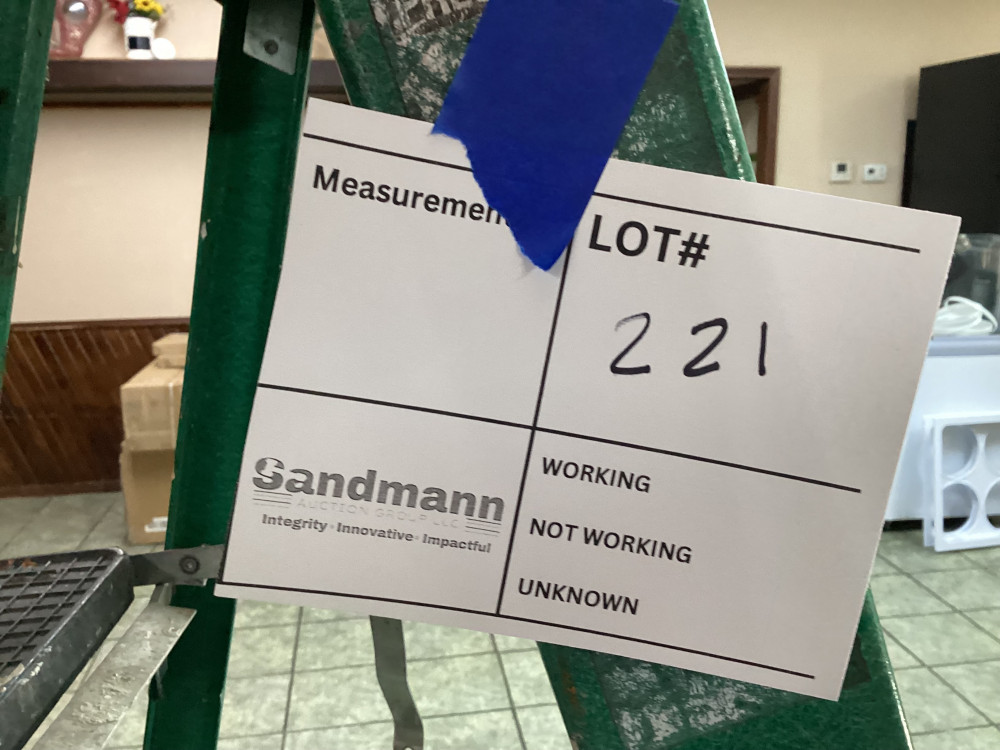 Measuremen
LOT#
221
Sandmann
AUCTION GROUP LLC
Integrity · Innovative · Impactful
WORKING
NOT WORKING
UNKNOWN